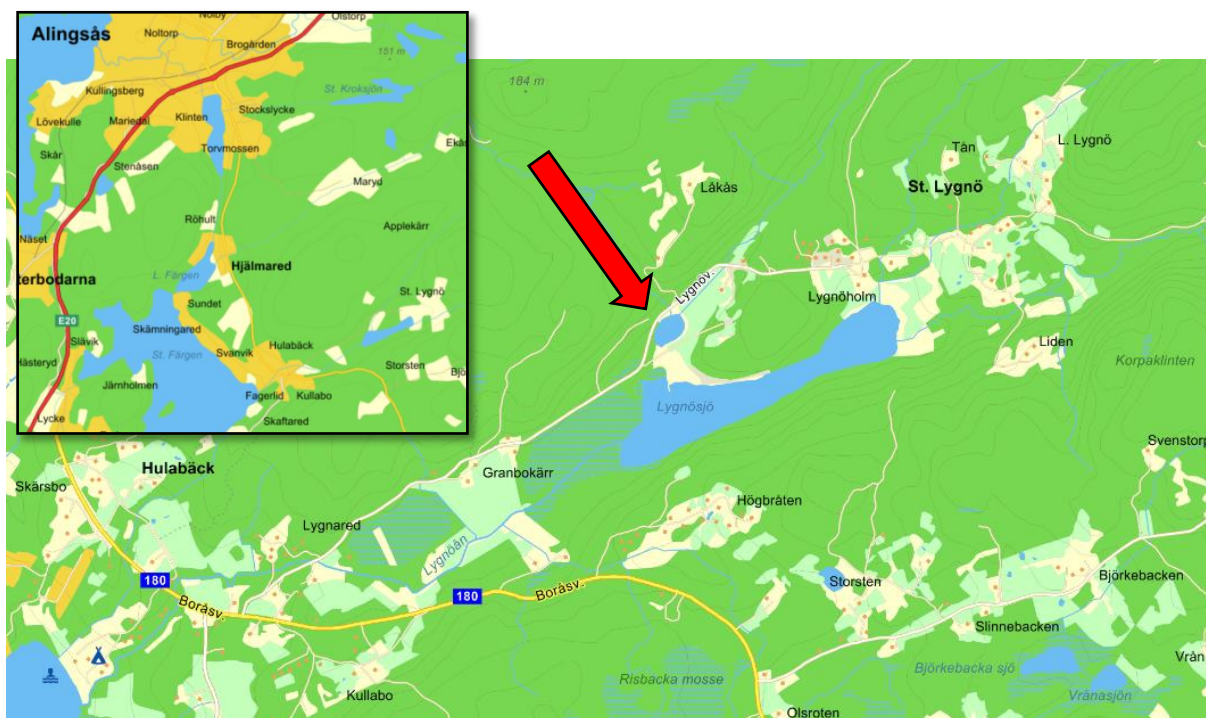 Nolby
Olstorp
Alingsås
Noltorp
Brogården
151 m
St. Kroksjön
Kullingsberg
Stockslycke
Lövekulle
Mariedal
Klinten
Skår
Torvmossen
Stenåsen
Maryd
Röhult
Applekärr
Näset
Hjälmared
terbodarna
L. Färgen
Sundet
St. Lygnö
E20
Skämningared
Slävik
St. Färgen
Svanvik
Hulabäck
Hästeryd
Storsten
Järnholmen
Fagerlid
Kullabo
Lycke
Skaftared
184 m
Tån
L. Lygnö
Låkås
St. Lygnö
Lygnöv.
Lygnöholm
Liden
Korpaklinten
Lygnösjö
Svenstorp
Hulabäck
Granbokärr
Skärsbo
Högbråten
Lygnared
Lygnöån
180
Boråsv.
180
Boråsv.
Storsten
Björkebacken
Slinnebacken
Björkebacka sjö
Vrån
Risbacka mosse
Vrånasjön
Kullabo
Olsroten